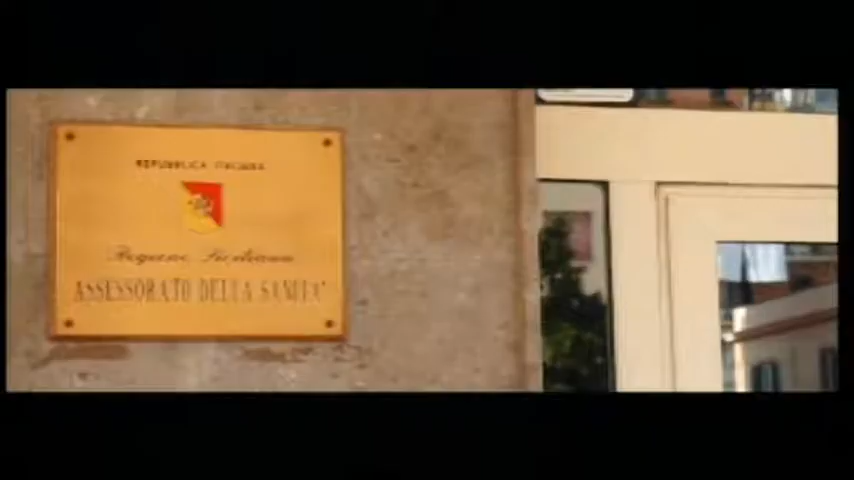 REPUBBLICA ITALIANA
Regione Siciliana
ASSESSORATO DELLA SANITA'